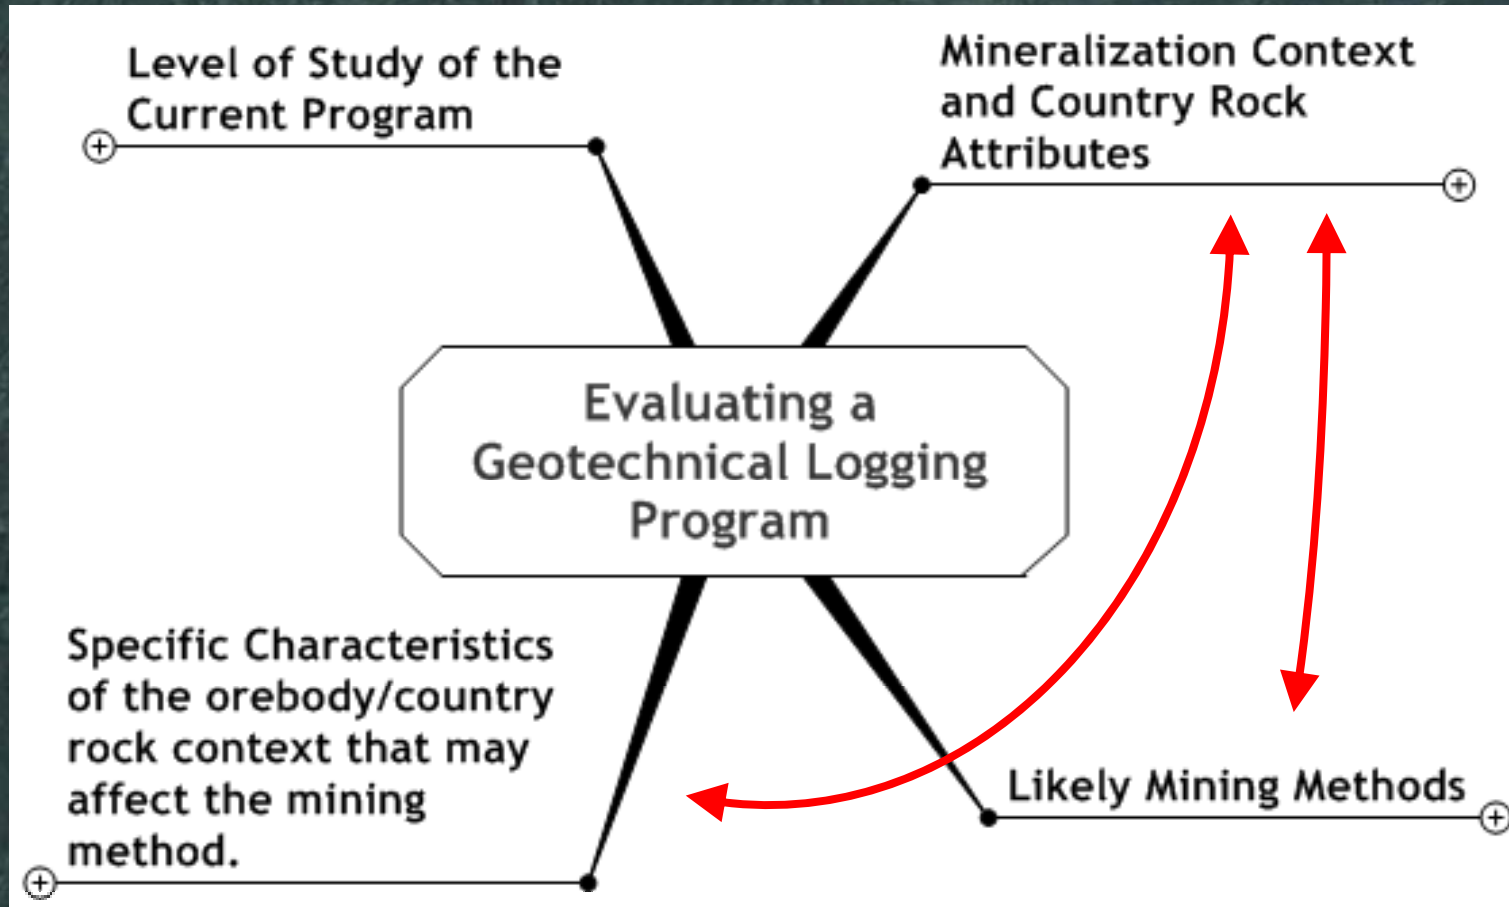 Level of Study of the
Current Program
Mineralization Context
and Country Rock
Attributes
Evaluating a
Geotechnical Logging
Program
Specific Characteristics
of the orebody/country
rock context that may
affect the mining
method.
Likely Mining Methods